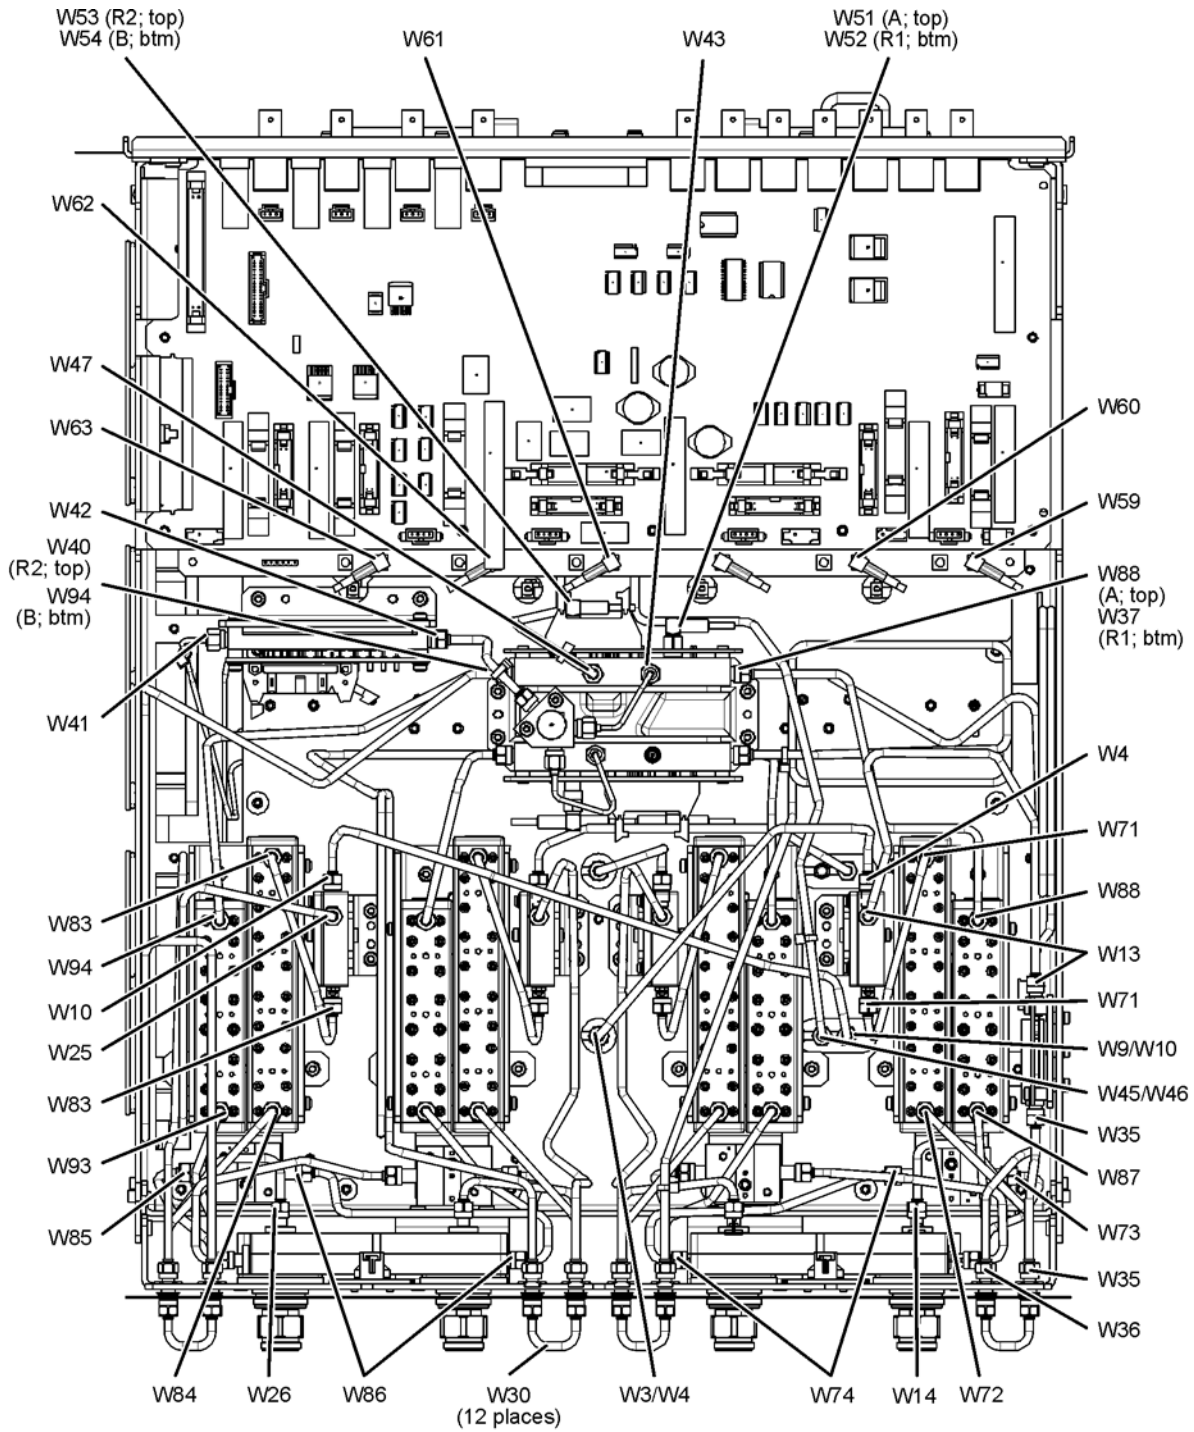 W53 (R2; top)
W54 (B; btm)
W61
W43
W51 (A; top)
W52 (R1; btm)
W62
W47
W63
W42
W40
(R2; top)
W94
(B; btm)
W41
W60
W59
W88
(A; top)
W37
(R1; btm)
W4
W71
W88
W13
W71
W9/W10
W45/W46
W35
W87
W73
W35
W36
W83
W94
W10
W25
W83
W93
W85
W84
W26
W86
W30
(12 places)
W3/W4
W74
W14
W72